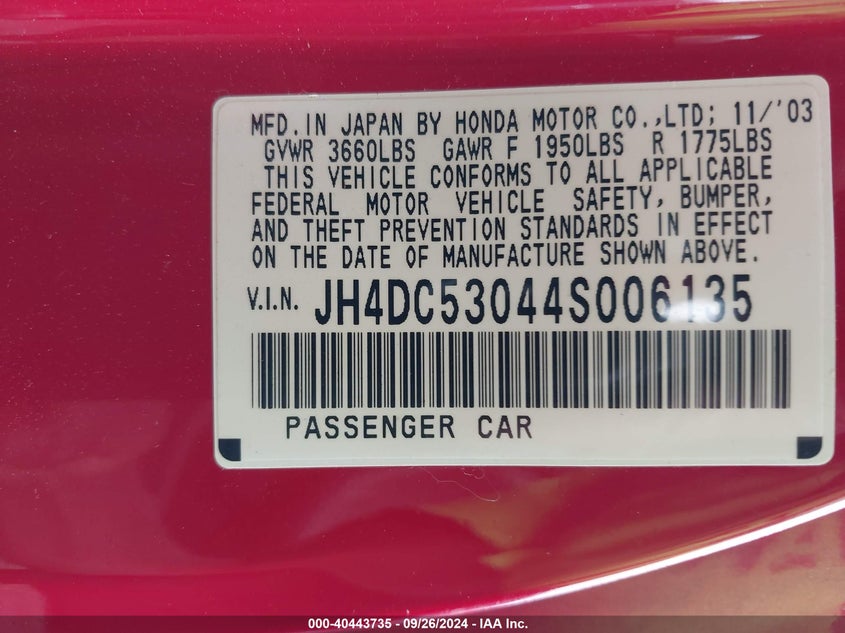 MFD. IN JAPAN BY HONDA MOTOR CO.,LTD; 11/'03
GVWR 3660LBS GAWR F 1950LBS R 1775LBS
THIS VEHICLE CONFORMS TO ALL APPLICABLE
FEDERAL MOTOR VEHICLE SAFETY, BUMPER,
AND THEFT PREVENTION STANDARDS IN EFFECT
ON THE DATE OF MANUFACTURE SHOWN ABOVE.
V.I.N. JH4DC53044S006135
PASSENGER CAR
000-40443735 - 09/26/2024 - IAA Inc.